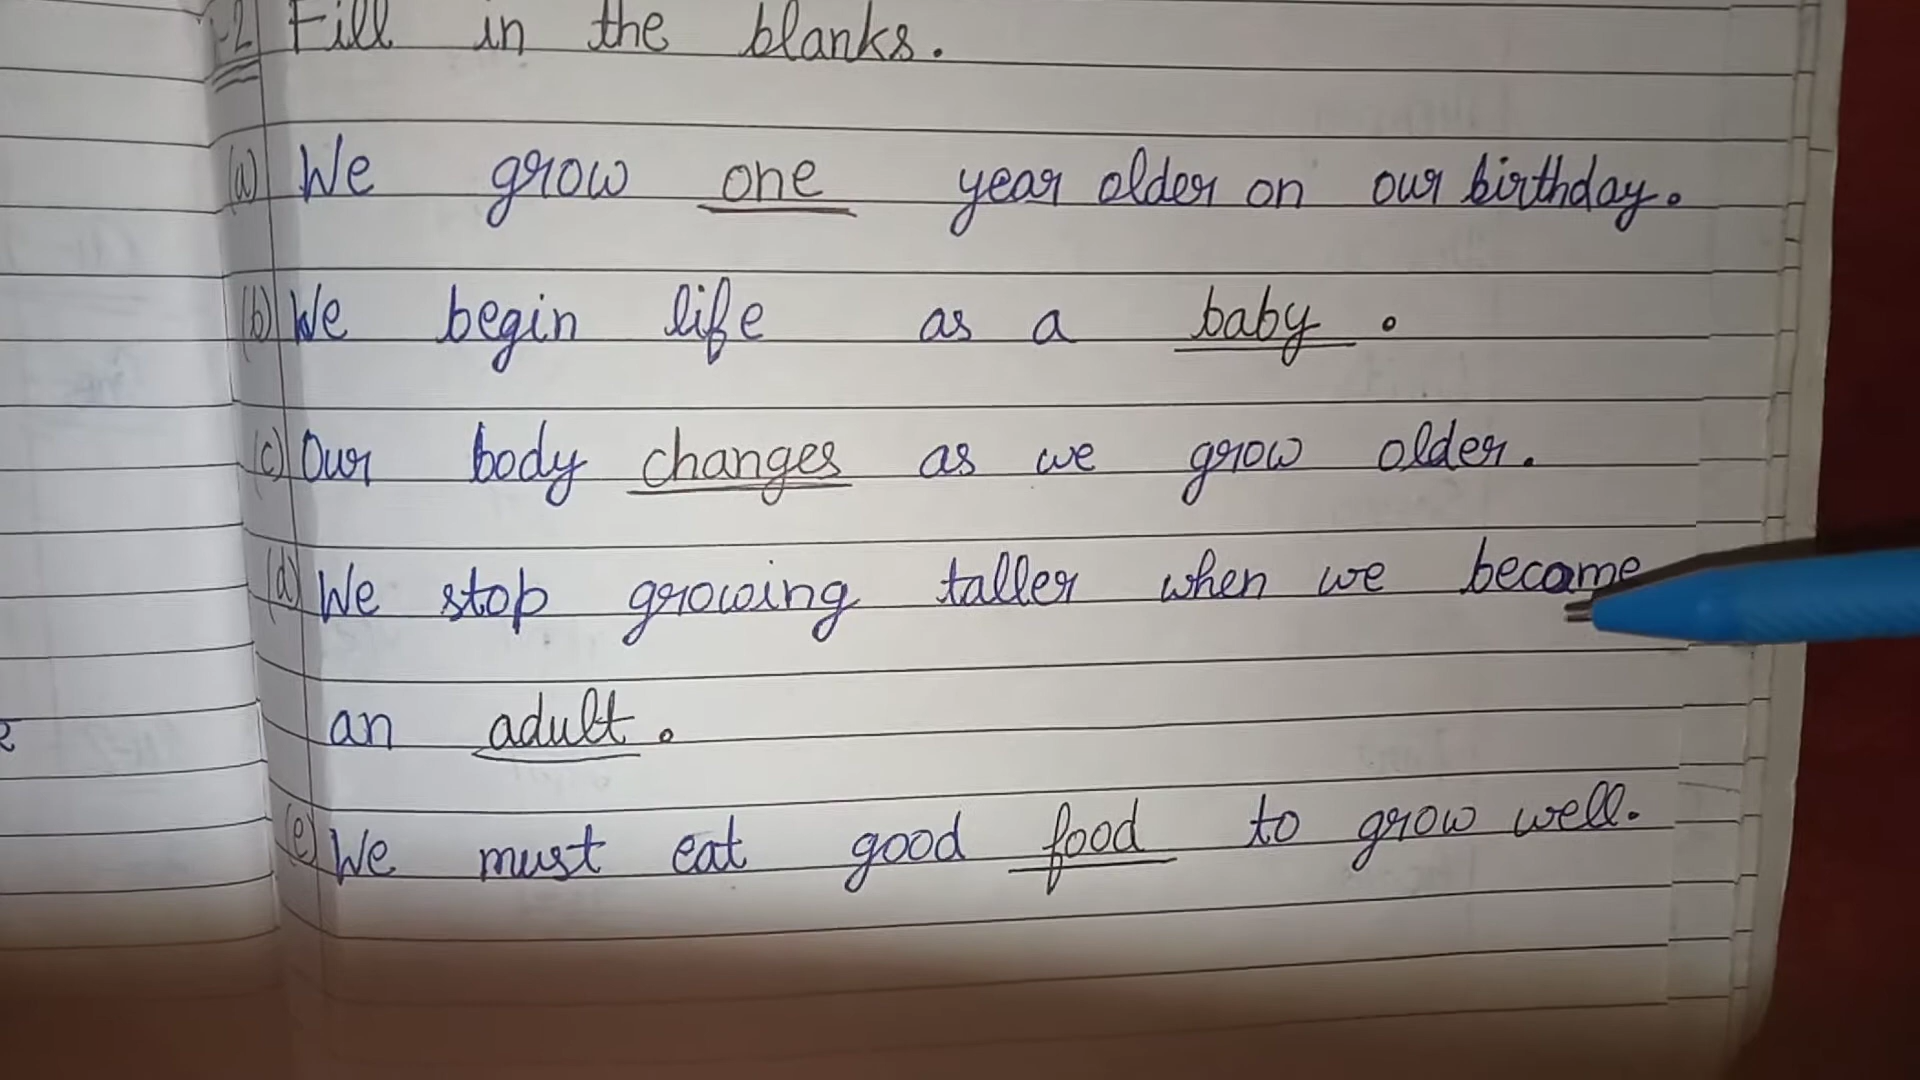 -2 Fill in the blanks.
(a) We grow one year older on our birthday.
(b) We begin life as a baby.
(c) Our body changes as we grow older.
(d) We stop growing taller when we become
an adult.
(e) We must eat good food to grow well.